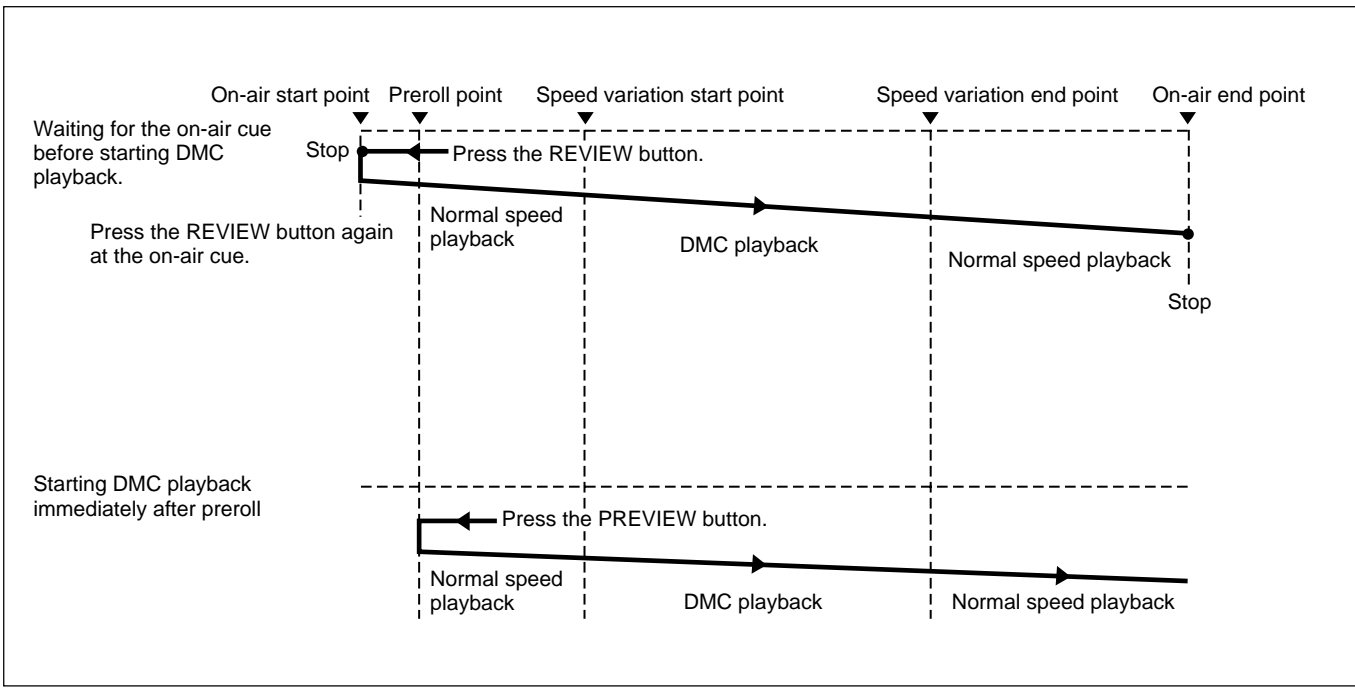 On-air start point
Preroll point
Speed variation start point
Speed variation end point
On-air end point
Waiting for the on-air cue
before starting DMC
playback.
Stop
Press the REVIEW button.
Press the REVIEW button again
at the on-air cue.
Normal speed
playback
DMC playback
Normal speed playback
Stop
Starting DMC playback
immediately after preroll
Press the PREVIEW button.
Normal speed
playback
DMC playback
Normal speed playback